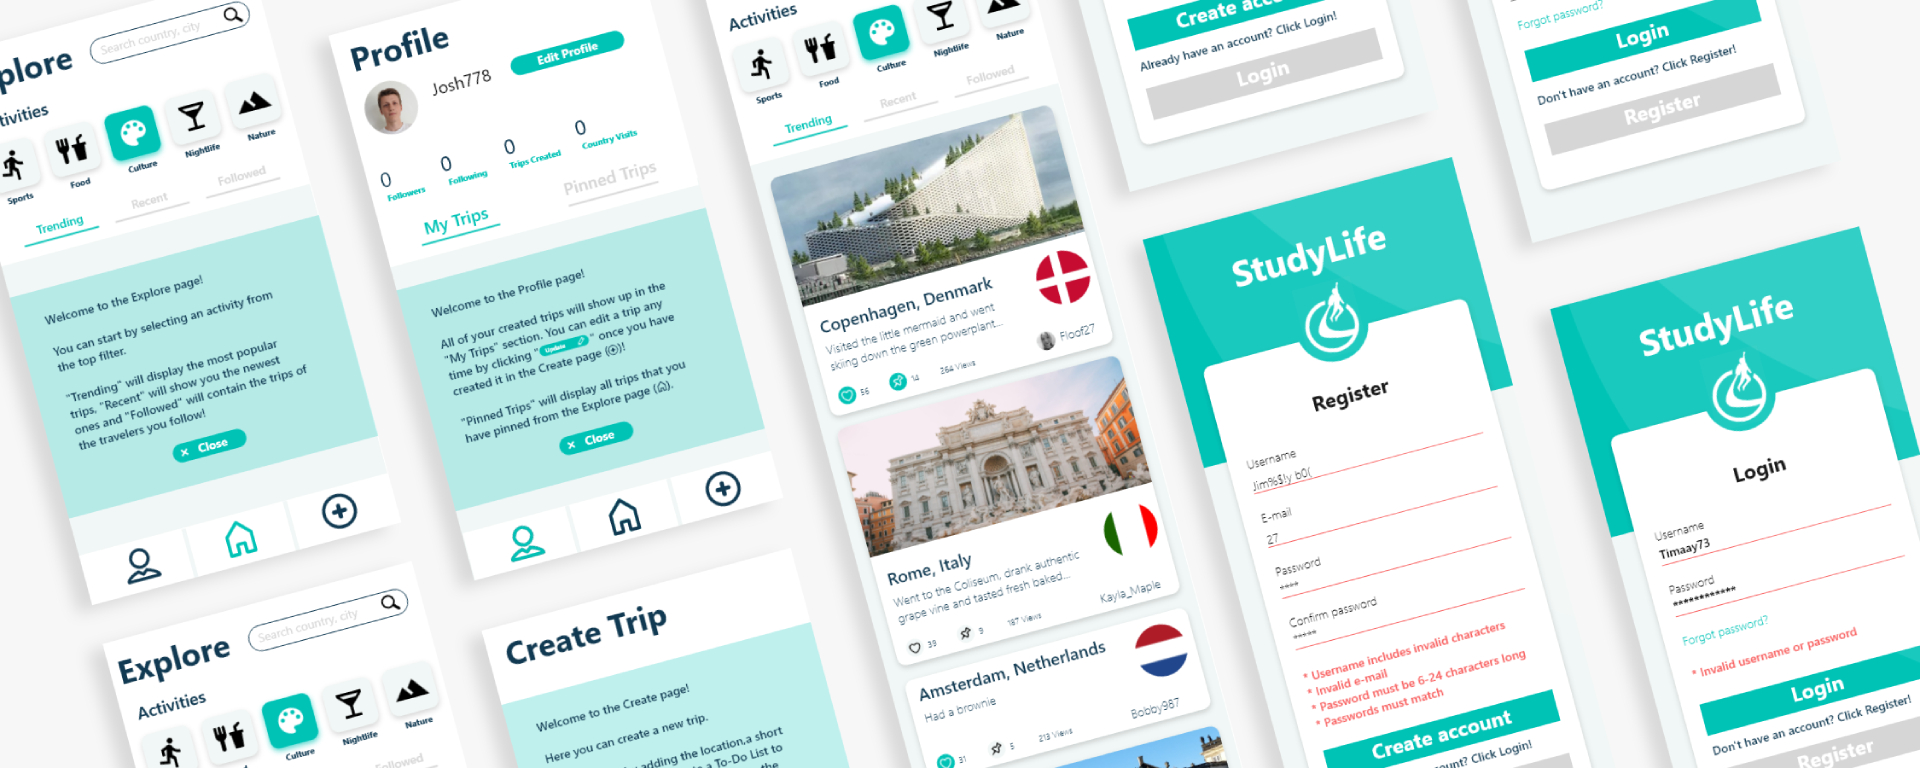 Explore
Search country, city
Activities
Sports
Food
Culture
Nightlife
Nature
Trending
Recent
Followed
Welcome to the Explore page!
You can start by selecting an activity from
the top filter.
"Trending" will display the most popular
trips, "Recent" will show you the newest
ones and "Followed" will contain the trips of
the travelers you follow!
× Close
Explore
Search country, city
Activities
Culture
Nightlife
Nature
Followed
Profile
Josh778
Edit Profile
0
Followers
0
Following
0
Trips Created
0
Country Visits
My Trips
Pinned Trips
Welcome to the Profile page!
All of your created trips will show up in the
"My Trips" section. You can edit a trip any
time by clicking "Update" once you have
created it in the Create page (⊕)!
"Pinned Trips" will display all trips that you
have pinned from the Explore page (⌂).
× Close
Create Trip
Welcome to the Create page!
Here you can create a new trip.
adding the location,a short
a To-Do List to
the
Activities
Sports
Food
Culture
Nightlife
Nature
Trending
Recent
Followed
Copenhagen, Denmark
Visited the little mermaid and went
skiing down the green powerplant...
56
14
264 Views
Floof27
Rome, Italy
Went to the Coliseum, drank authentic
grape vine and tasted fresh baked...
39
9
187 Views
Kayla_Maple
Amsterdam, Netherlands
Had a brownie
31
5
213 Views
Bobby987
Create acc
Already have an account? Click Login!
Login
StudyLife
Register
Username
Jim%$!y b0(
E-mail
27
Password
****
Confirm password
*****
* Username includes invalid characters
* Invalid e-mail
* Password must be 6-24 characters long
* Passwords must match
Create account
unt? Click Login!
Forgot password?
Login
Don't have an account? Click Register!
Register
StudyLife
Login
Username
Timaay73
Password
************
Forgot password?
* Invalid username or password
Login
Don't have an account? Click Register!
Register